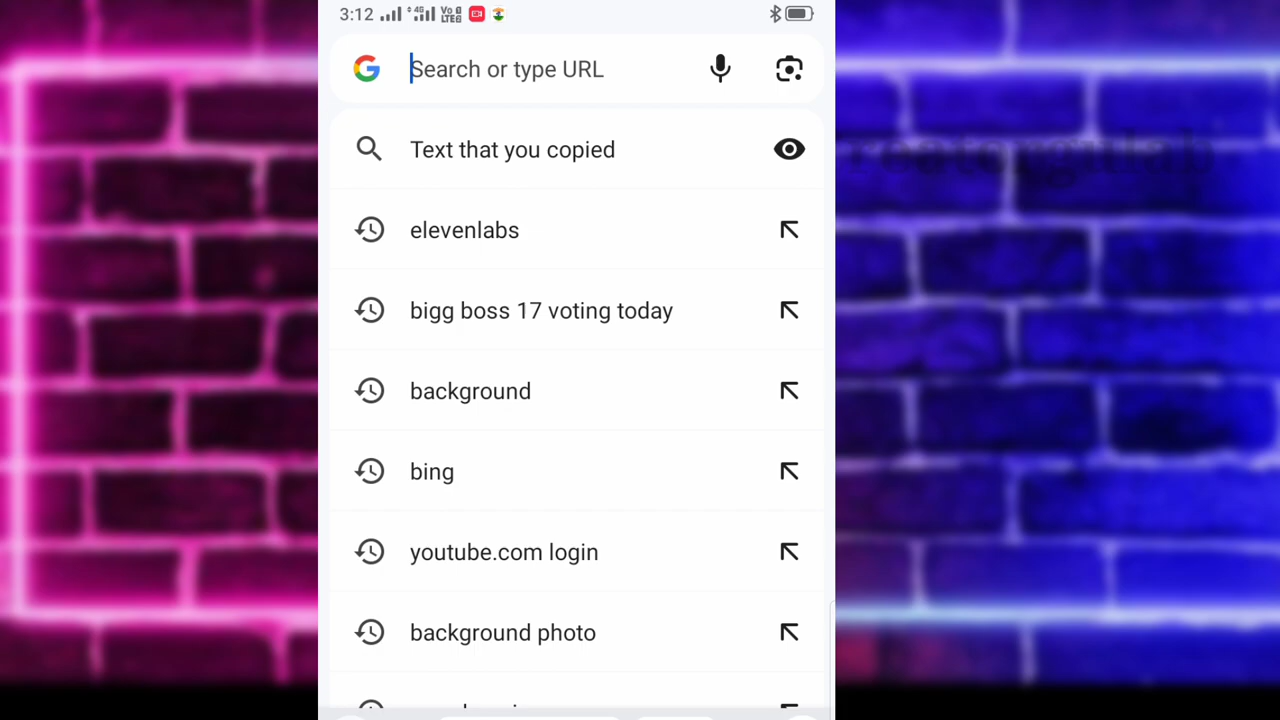 3:12
Search or type URL
Text that you copied
elevenlabs
bigg boss 17 voting today
background
bing
youtube.com login
background photo